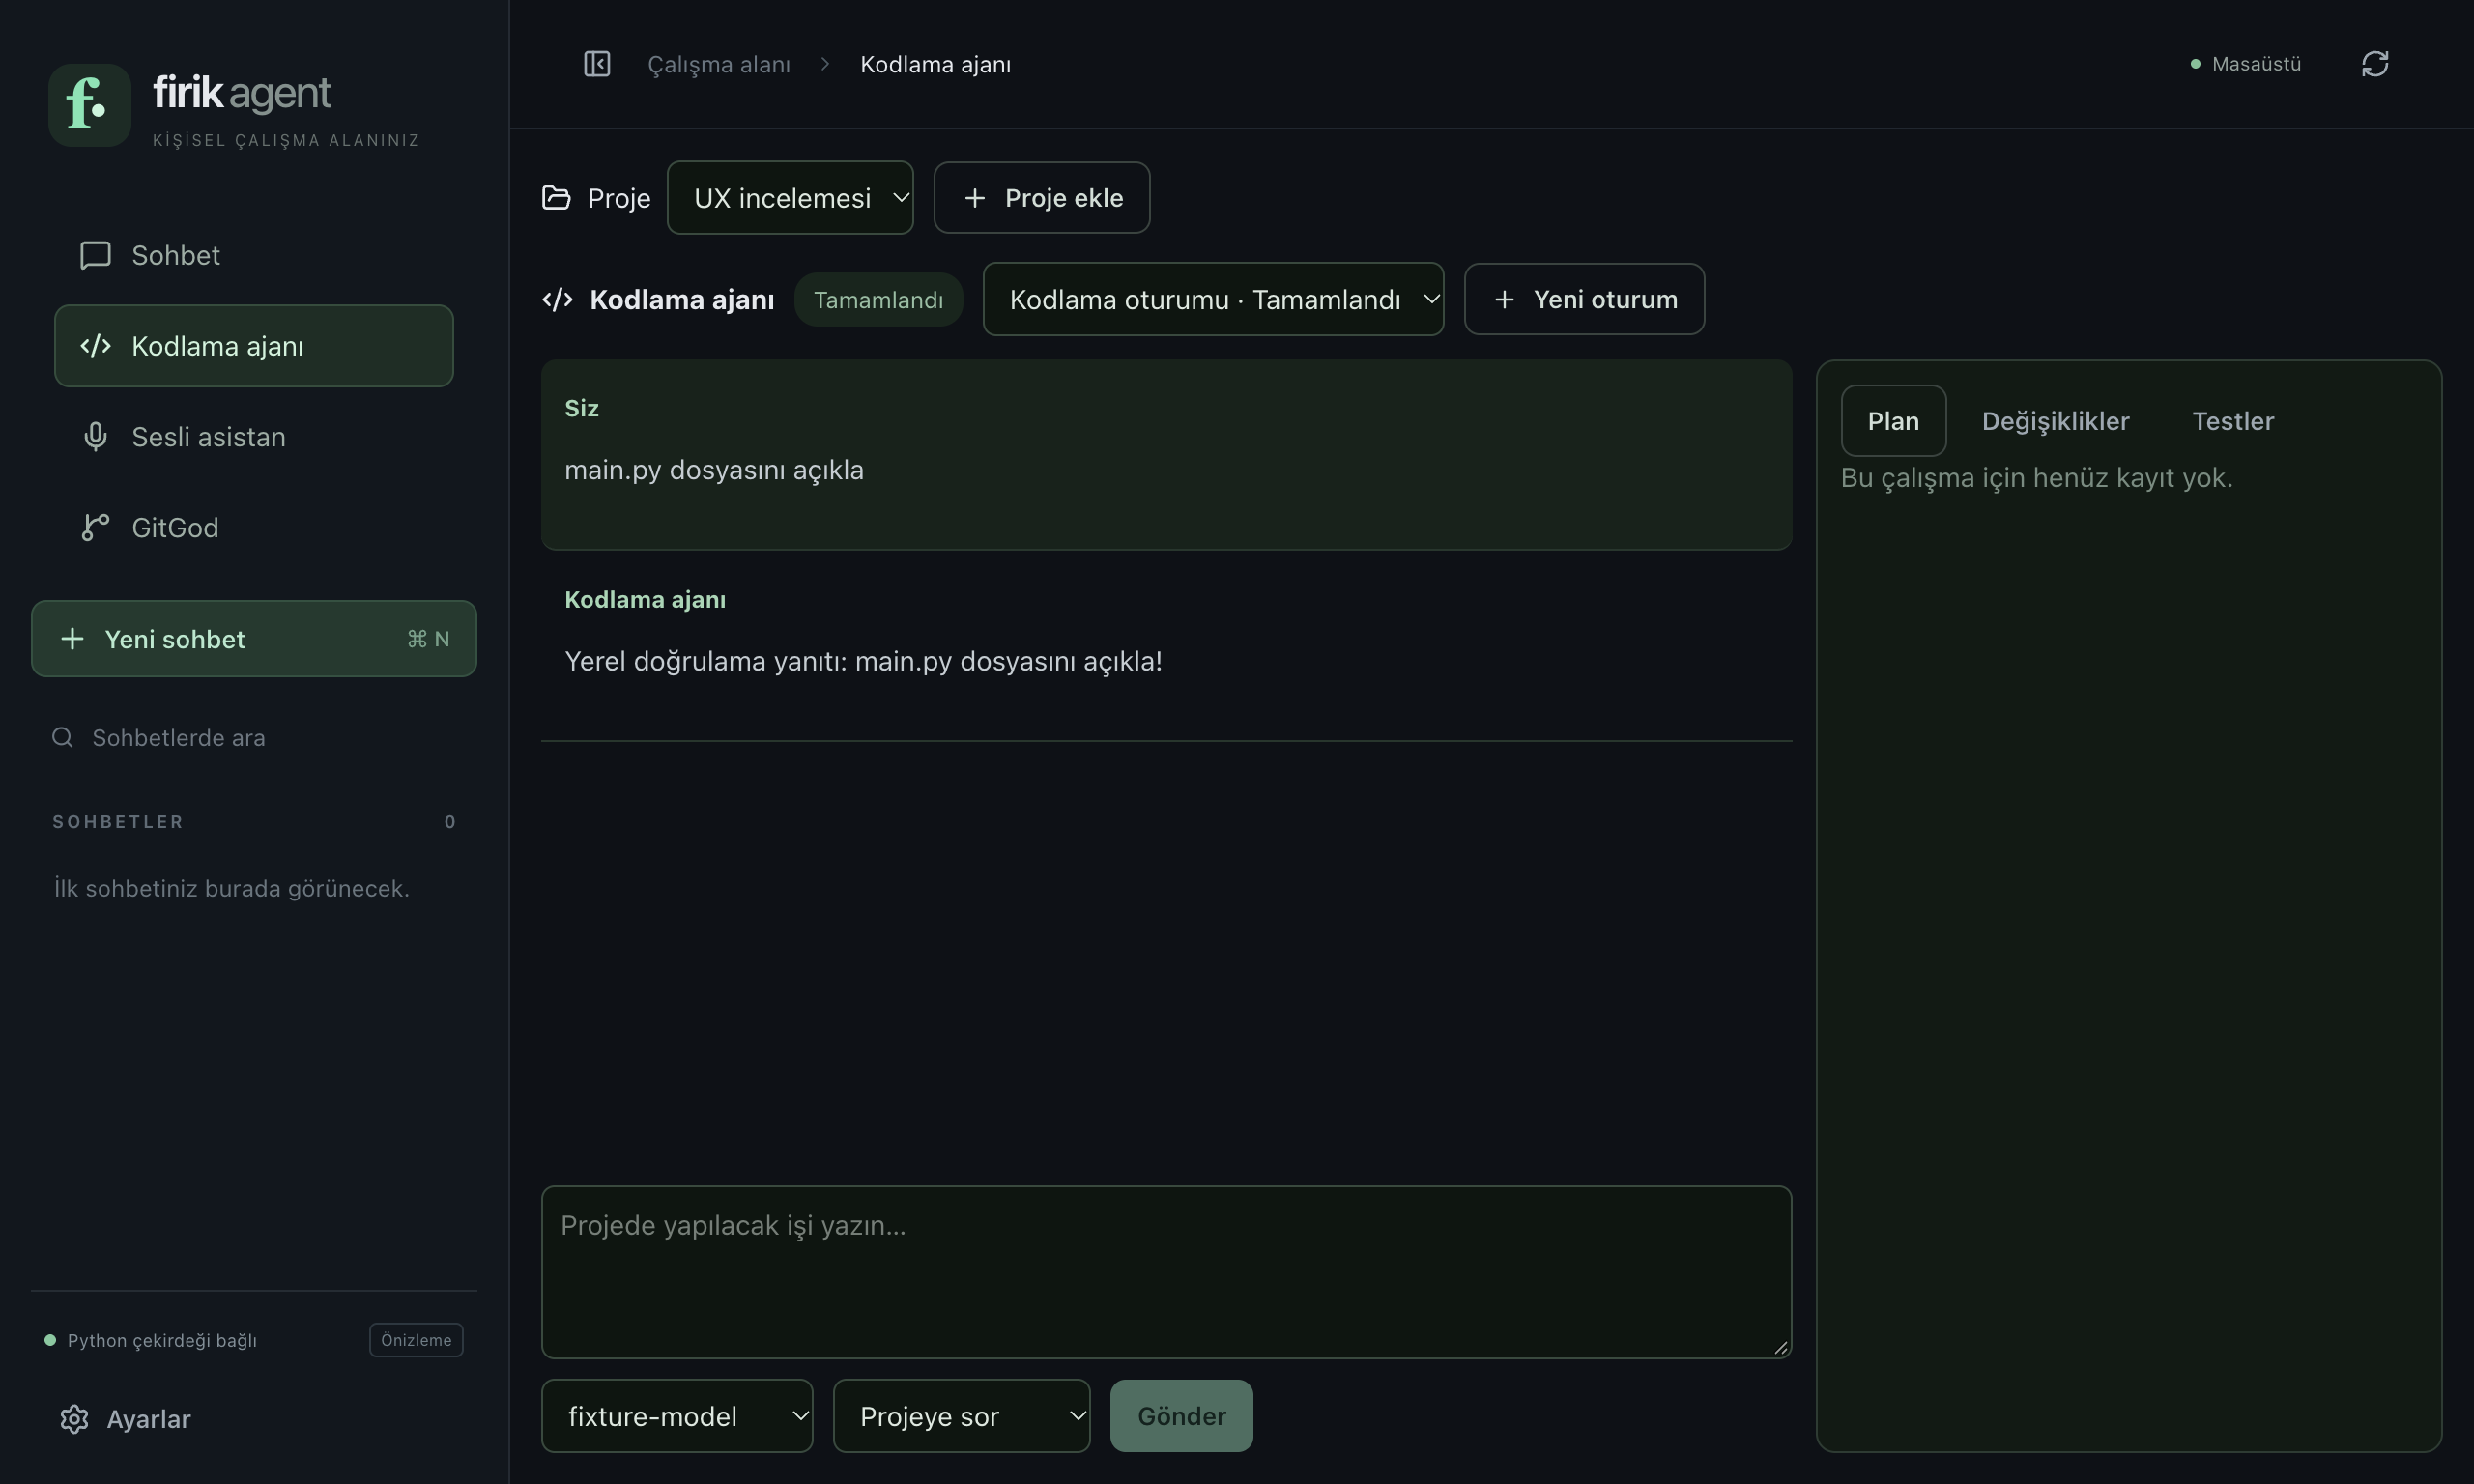 firik agent
KİŞİSEL ÇALIŞMA ALANINIZ
Sohbet
Kodlama ajanı
Sesli asistan
GitGod
Yeni sohbet ⌘ N
Sohbetlerde ara
SOHBETLER 0
İlk sohbetiniz burada görünecek.
Python çekirdeği bağlı Önizleme
Ayarlar
Çalışma alanı > Kodlama ajanı
Masaüstü
Proje UX incelemesi + Proje ekle
Kodlama ajanı Tamamlandı Kodlama oturumu · Tamamlandı + Yeni oturum
Siz
main.py dosyasını açıkla
Kodlama ajanı
Yerel doğrulama yanıtı: main.py dosyasını açıkla!
Projede yapılacak işi yazın...
fixture-model Projeye sor Gönder
Plan Değişiklikler Testler
Bu çalışma için henüz kayıt yok.